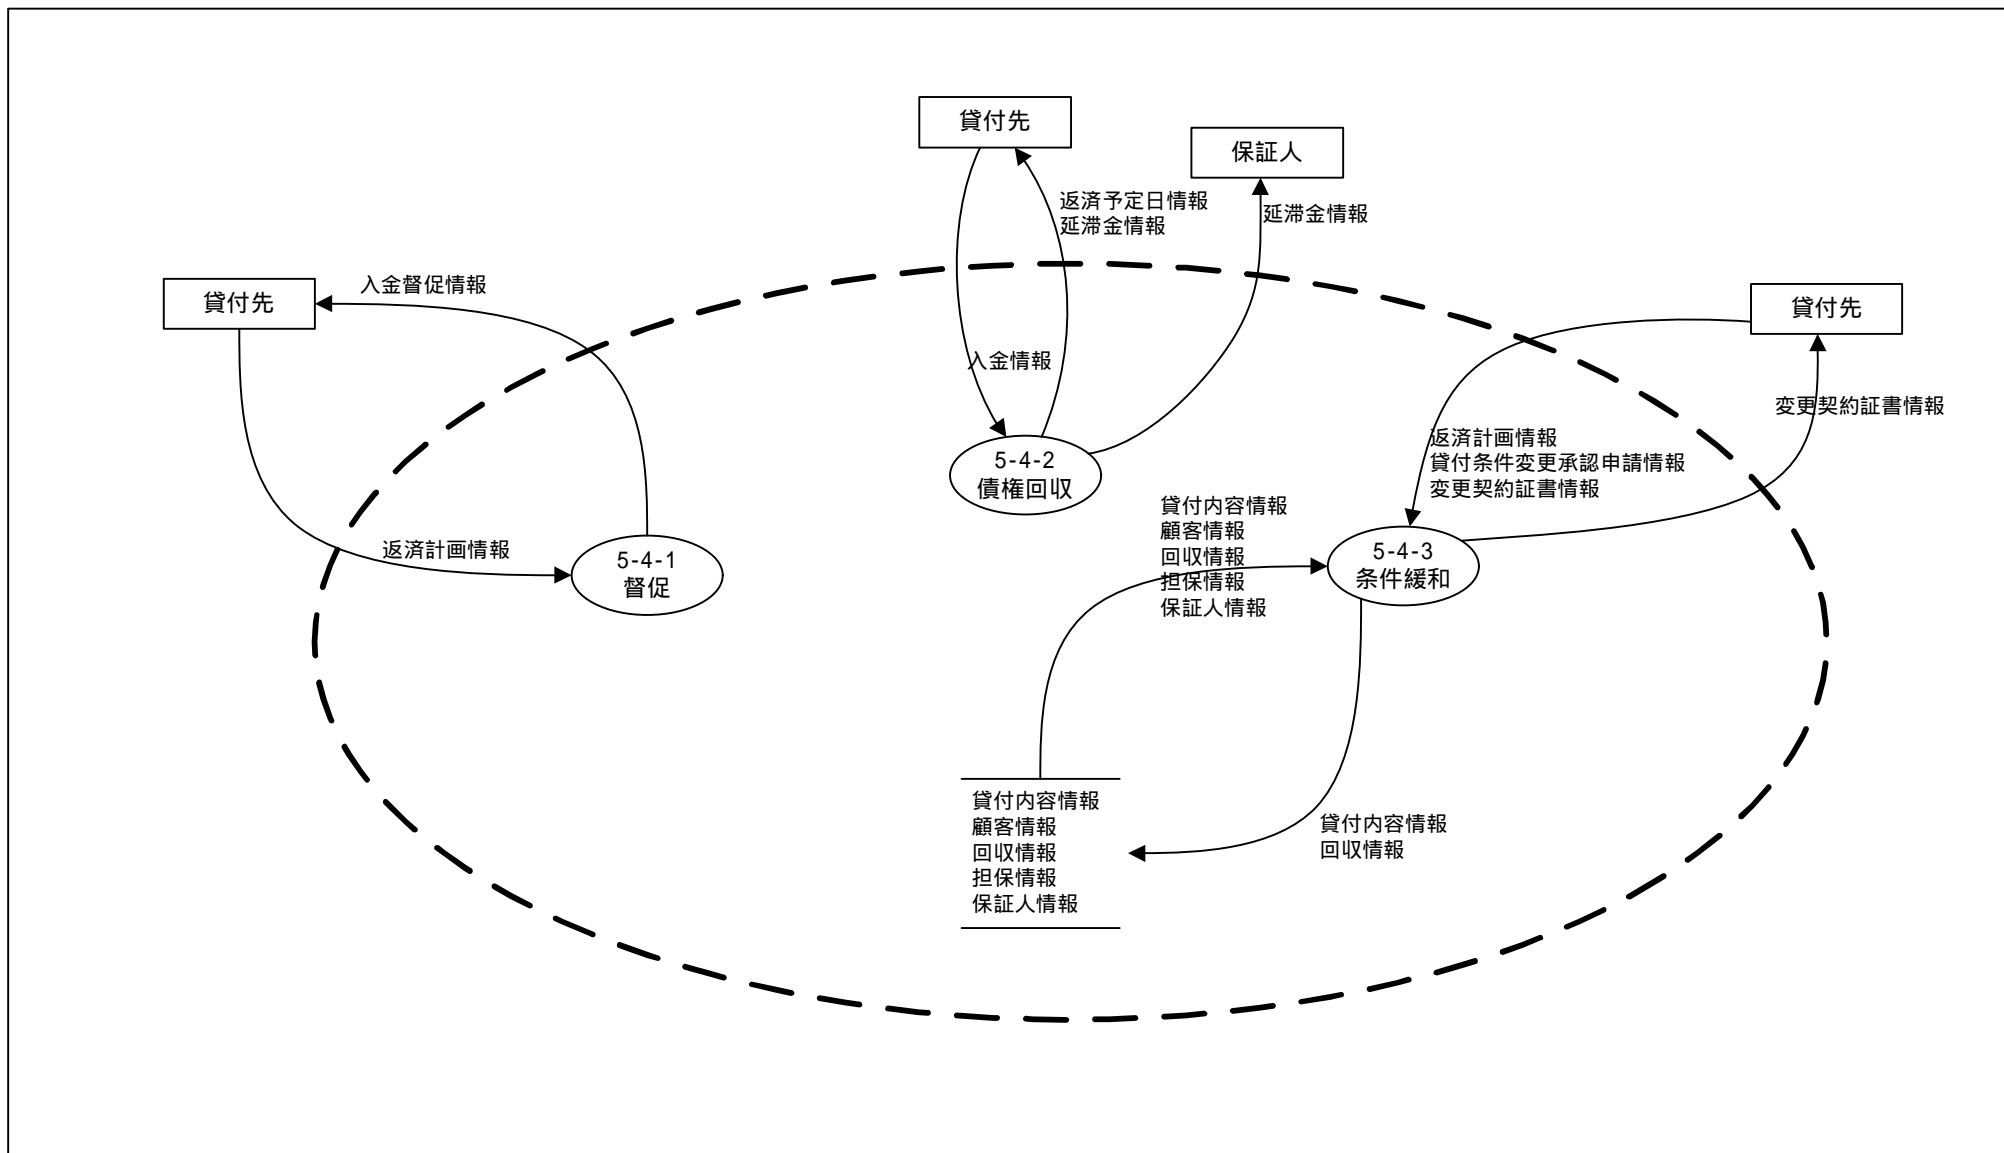 貸付先
保証人
返済予定日情報
延滞金情報
延滞金情報
入金督促情報
貸付先
貸付先
入金情報
変更契約証書情報
返済計画情報
貸付条件変更承認申請情報
変更契約証書情報
5-4-2
債権回収
貸付内容情報
顧客情報
回収情報
担保情報
保証人情報
返済計画情報
5-4-1
督促
5-4-3
条件緩和
貸付内容情報
顧客情報
回収情報
担保情報
保証人情報
貸付内容情報
回収情報